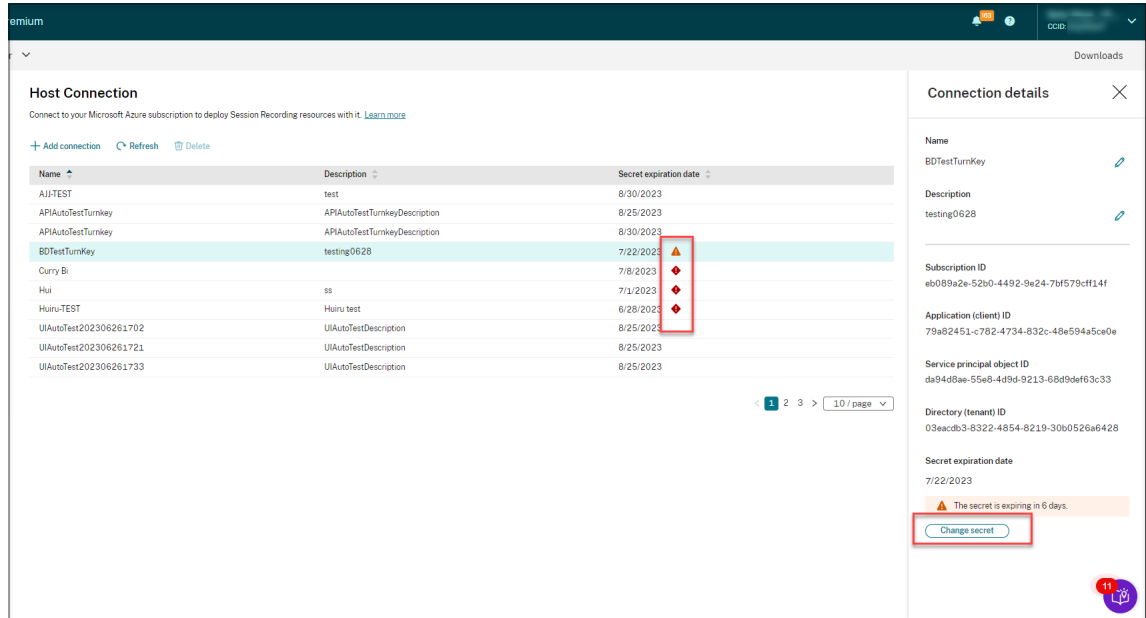 emium
163
CCID:
r
Downloads
Host Connection
Connect to your Microsoft Azure subscription to deploy Session Recording resources with it. Learn more
Add connection Refresh Delete
Name Description Secret expiration date
AJJ-TEST test 8/30/2023
APIAutoTestTurnkey APIAutoTestTurnkeyDescription 8/25/2023
APIAutoTestTurnkey APIAutoTestTurnkeyDescription 8/30/2023
BDTestTurnKey testing0628 7/22/2023
Curry Bi 7/8/2023
Hui ss 7/1/2023
Huiru-TEST Huiru test 6/28/2023
UIAutoTest202306261702 UIAutoTestDescription 8/25/2023
UIAutoTest202306261721 UIAutoTestDescription 8/25/2023
UIAutoTest202306261733 UIAutoTestDescription 8/25/2023
< 1 2 3 > 10 / page
Connection details
Name
BDTestTurnKey
Description
testing0628
Subscription ID
eb089a2e-52b0-4492-9e24-7bf579cff14f
Application (client) ID
79a82451-c782-4734-832c-48e594a5ce0e
Service principal object ID
da94d8ae-55e8-4d9d-9213-68d9def63c33
Directory (tenant) ID
03eacdb3-8322-4854-8219-30b0526a6428
Secret expiration date
7/22/2023
The secret is expiring in 6 days.
Change secret
11